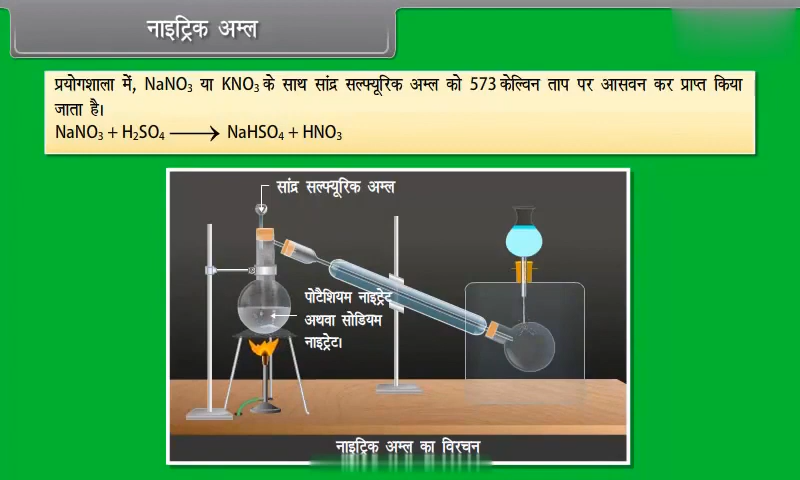 नाइट्रिक अम्ल
प्रयोगशाला में, NaNO₃ या KNO₃ के साथ सांद्र सल्फ्यूरिक अम्ल को 573 केल्विन ताप पर आसवन कर प्राप्त किया
जाता है।
NaNO₃ + H₂SO₄ ⟶ NaHSO₄ + HNO₃
सांद्र सल्फ्यूरिक अम्ल
पोटैशियम नाइट्रेट
अथवा सोडियम
नाइट्रेट।
नाइट्रिक अम्ल का विरचन